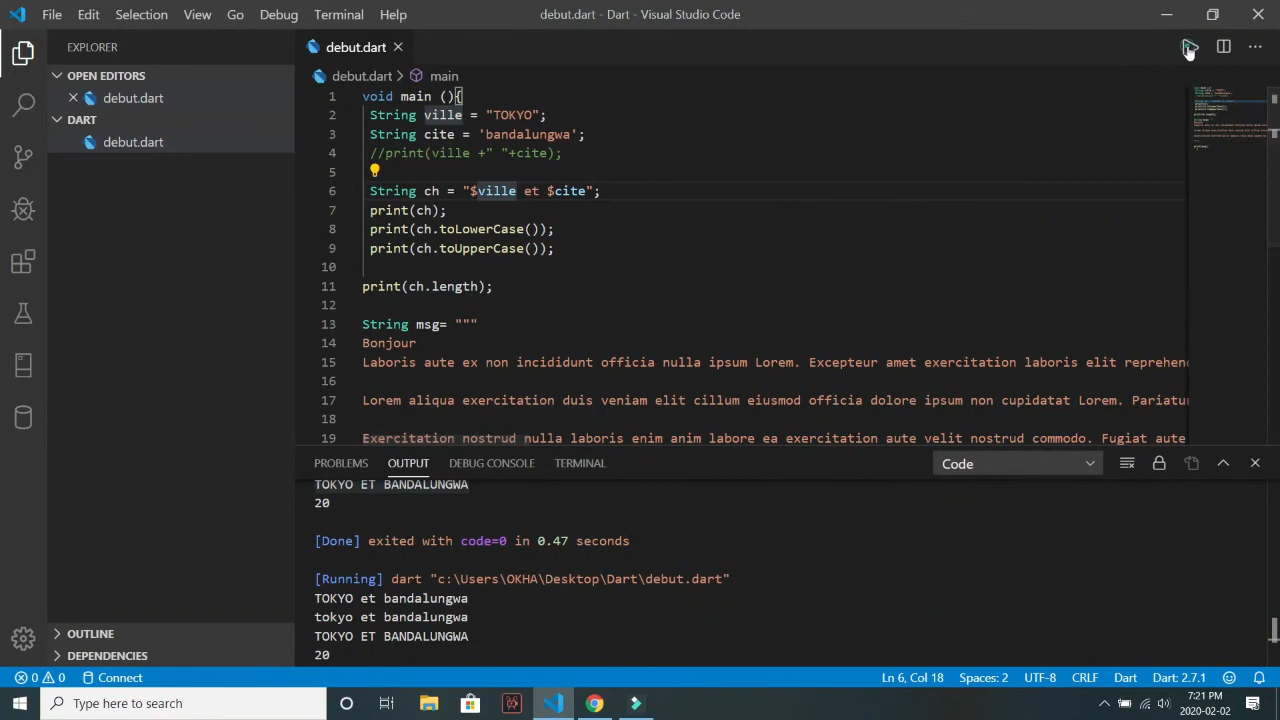 File Edit Selection View Go Debug Terminal Help debut.dart - Dart - Visual Studio Code
EXPLORER
OPEN EDITORS
debut.dart
DART
debut.dart
OUTLINE
DEPENDENCIES
debut.dart
debut.dart > main
1 void main (){
2 String ville = "TOKYO";
3 String cite = 'bandalungwa';
4 //print(ville +" "+cite);
5
6 String ch = "$ville et $cite";
7 print(ch);
8 print(ch.toLowerCase());
9 print(ch.toUpperCase());
10
11 print(ch.length);
12
13 String msg= """
14 Bonjour
15 Laboris aute ex non incididunt officia nulla ipsum Lorem. Excepteur amet exercitation laboris elit reprehen
16
17 Lorem aliqua exercitation duis veniam elit cillum eiusmod officia dolore ipsum non cupidatat Lorem. Pariatu
18
19 Exercitation nostrud nulla laboris enim anim labore ea exercitation aute velit nostrud commodo. Fugiat aute
PROBLEMS OUTPUT DEBUG CONSOLE TERMINAL Code
TOKYO ET BANDALUNGWA
20
[Done] exited with code=0 in 0.47 seconds
[Running] dart "c:\Users\OKHA\Desktop\Dart\debut.dart"
TOKYO et bandalungwa
tokyo et bandalungwa
TOKYO ET BANDALUNGWA
20
0 0 Connect Ln 6, Col 18 Spaces: 2 UTF-8 CRLF Dart Dart: 2.7.1
Type here to search
7:21 PM
2020-02-02